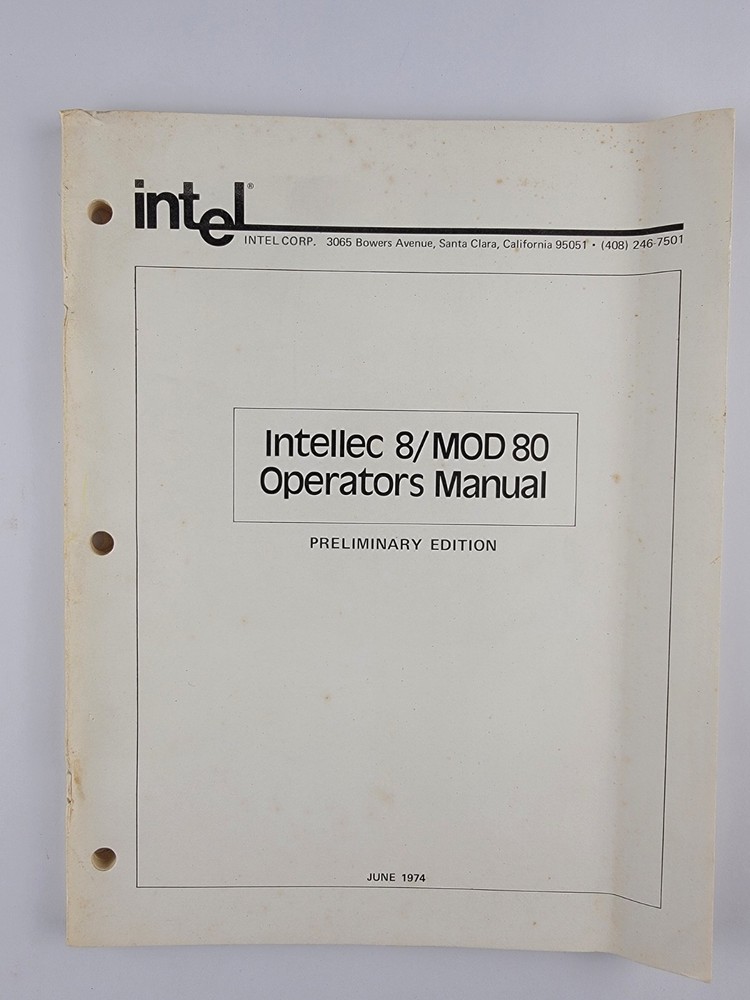 intel®
INTEL CORP. 3065 Bowers Avenue, Santa Clara, California 95051 • (408) 246-7501
Intellec 8/MOD 80
Operators Manual
PRELIMINARY EDITION
JUNE 1974